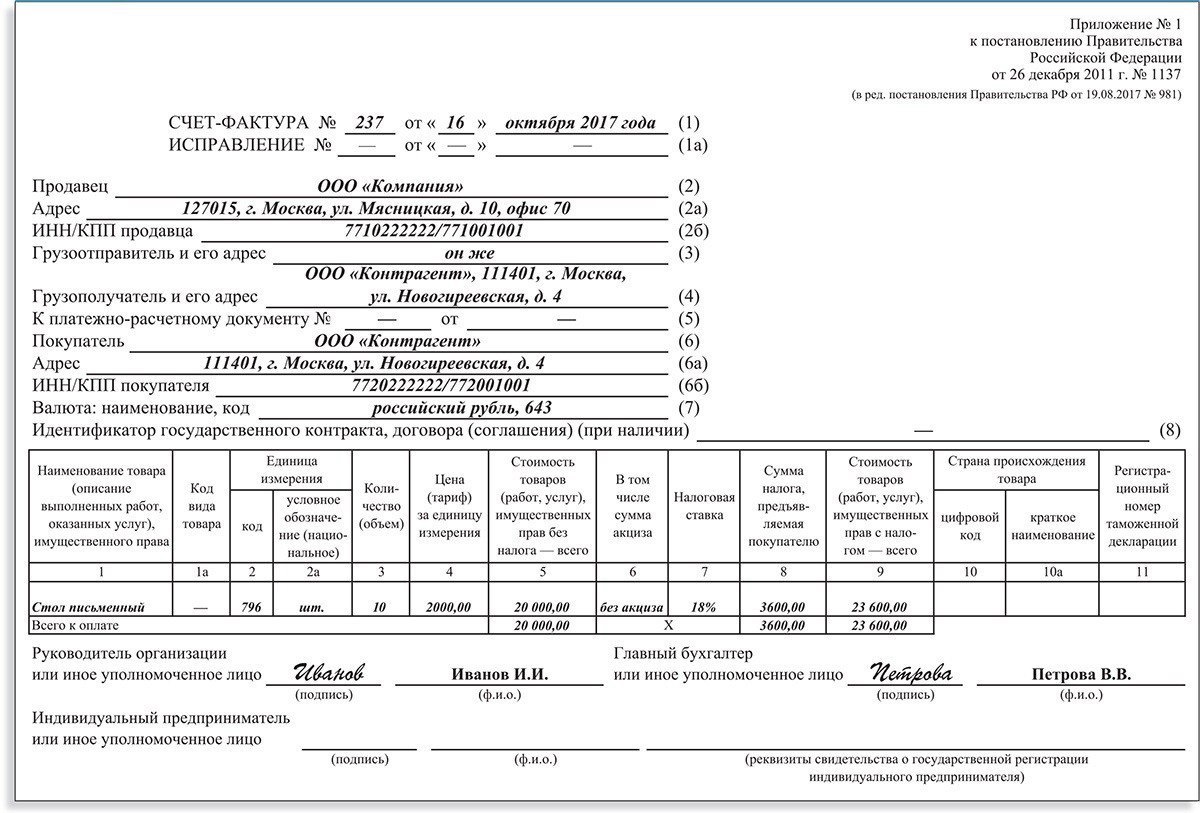 Приложение № 1
к постановлению Правительства
Российской Федерации
от 26 декабря 2011 г. № 1137
(в ред. постановления Правительства РФ от 19.08.2017 № 981)
СЧЕТ-ФАКТУРА № 237 от « 16 » октября 2017 года (1)
ИСПРАВЛЕНИЕ № — от « — » — (1а)
Продавец ООО «Компания» (2)
Адрес 127015, г. Москва, ул. Мясницкая, д. 10, офис 70 (2а)
ИНН/КПП продавца 7710222222/771001001 (2б)
Грузоотправитель и его адрес он же (3)
ООО «Контрагент», 111401, г. Москва,
Грузополучатель и его адрес ул. Новогиреевская, д. 4 (4)
К платежно-расчетному документу № — от — (5)
Покупатель ООО «Контрагент» (6)
Адрес 111401, г. Москва, ул. Новогиреевская, д. 4 (6а)
ИНН/КПП покупателя 7720222222/772001001 (6б)
Валюта: наименование, код российский рубль, 643 (7)
Идентификатор государственного контракта, договора (соглашения) (при наличии) — (8)
Наименование товара
(описание
выполненных работ,
оказанных услуг),
имущественного права
Код
вида
товара
Единица
измерения
код
условное
обозначе-
ние (нацио-
нальное)
Коли-
чество
(объем)
Цена
(тариф)
за единицу
измерения
Стоимость
товаров
(работ, услуг),
имущественных
прав без
налога — всего
В том
числе
сумма
акциза
Налоговая
ставка
Сумма
налога,
предъяв-
ляемая
покупателю
Стоимость
товаров
(работ, услуг),
имущественных
прав с нало-
гом — всего
Страна происхождения
товара
цифровой
код
краткое
наименование
Регистра-
ционный
номер
таможенной
декларации
1 1а 2 2а 3 4 5 6 7 8 9 10 10а 11
Стол письменный — 796 шт. 10 2000,00 20 000,00 без акциза 18% 3600,00 23 600,00
Всего к оплате 20 000,00 X 3600,00 23 600,00
Руководитель организации
или иное уполномоченное лицо Иванов Иванов И.И.
(подпись) (ф.и.о.)
Главный бухгалтер
или иное уполномоченное лицо Петрова Петрова В.В.
(подпись) (ф.и.о.)
Индивидуальный предприниматель
или иное уполномоченное лицо
(подпись) (ф.и.о.) (реквизиты свидетельства о государственной регистрации
индивидуального предпринимателя)